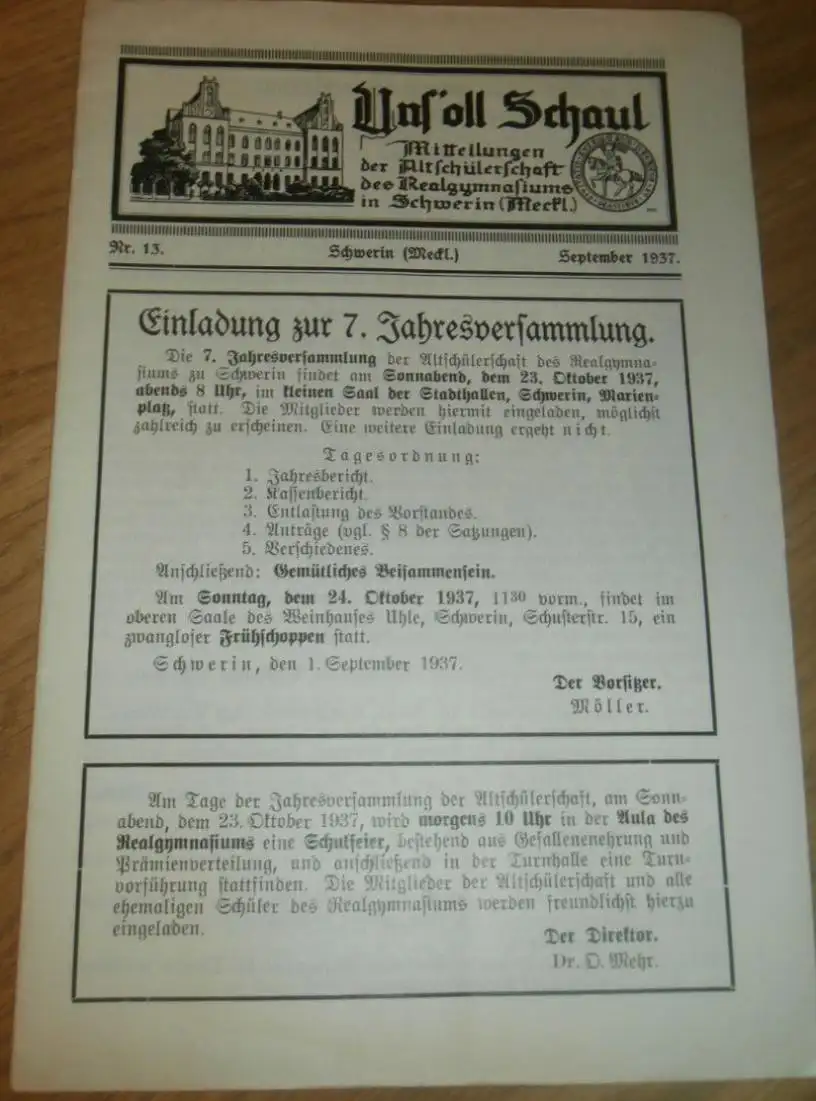 Uns' oll Schaul
Mitteilungen
der Altschülerschaft
des Realgymnasiums
in Schwerin (Meckl.)
Nr. 13.
Schwerin (Meckl.)
September 1937.
Einladung zur 7. Jahresversammlung.
Die 7. Jahresversammlung der Altschülerschaft des Realgymna-
siums zu Schwerin findet am Sonnabend, dem 23. Oktober 1937,
abends 8 Uhr, im kleinen Saal der Stadthallen, Schwerin, Marien-
platz, statt. Die Mitglieder werden hiermit eingeladen, möglichst
zahlreich zu erscheinen. Eine weitere Einladung ergeht nicht.
Tagesordnung:
1. Jahresbericht.
2. Kassenbericht.
3. Entlastung des Vorstandes.
4. Anträge (vgl. § 8 der Satzungen).
5. Verschiedenes.
Anschließend: Gemütliches Beisammensein.
Am Sonntag, dem 24. Oktober 1937, 11³⁰ vorm., findet im
oberen Saale des Weinhauses Uhle, Schwerin, Schusterstr. 15, ein
zwangloser Frühschoppen statt.
Schwerin, den 1. September 1937.
Der Vorsitzer.
Möller.
Am Tage der Jahresversammlung der Altschülerschaft, am Sonn-
abend, dem 23. Oktober 1937, wird morgens 10 Uhr in der Aula des
Realgymnasiums eine Schulfeier, bestehend aus Gefallenenehrung und
Prämienverteilung, und anschließend in der Turnhalle eine Turn-
vorführung stattfinden. Die Mitglieder der Altschülerschaft und alle
ehemaligen Schüler des Realgymnasiums werden freundlichst hierzu
eingeladen.
Der Direktor.
Dr. O. Mehr.